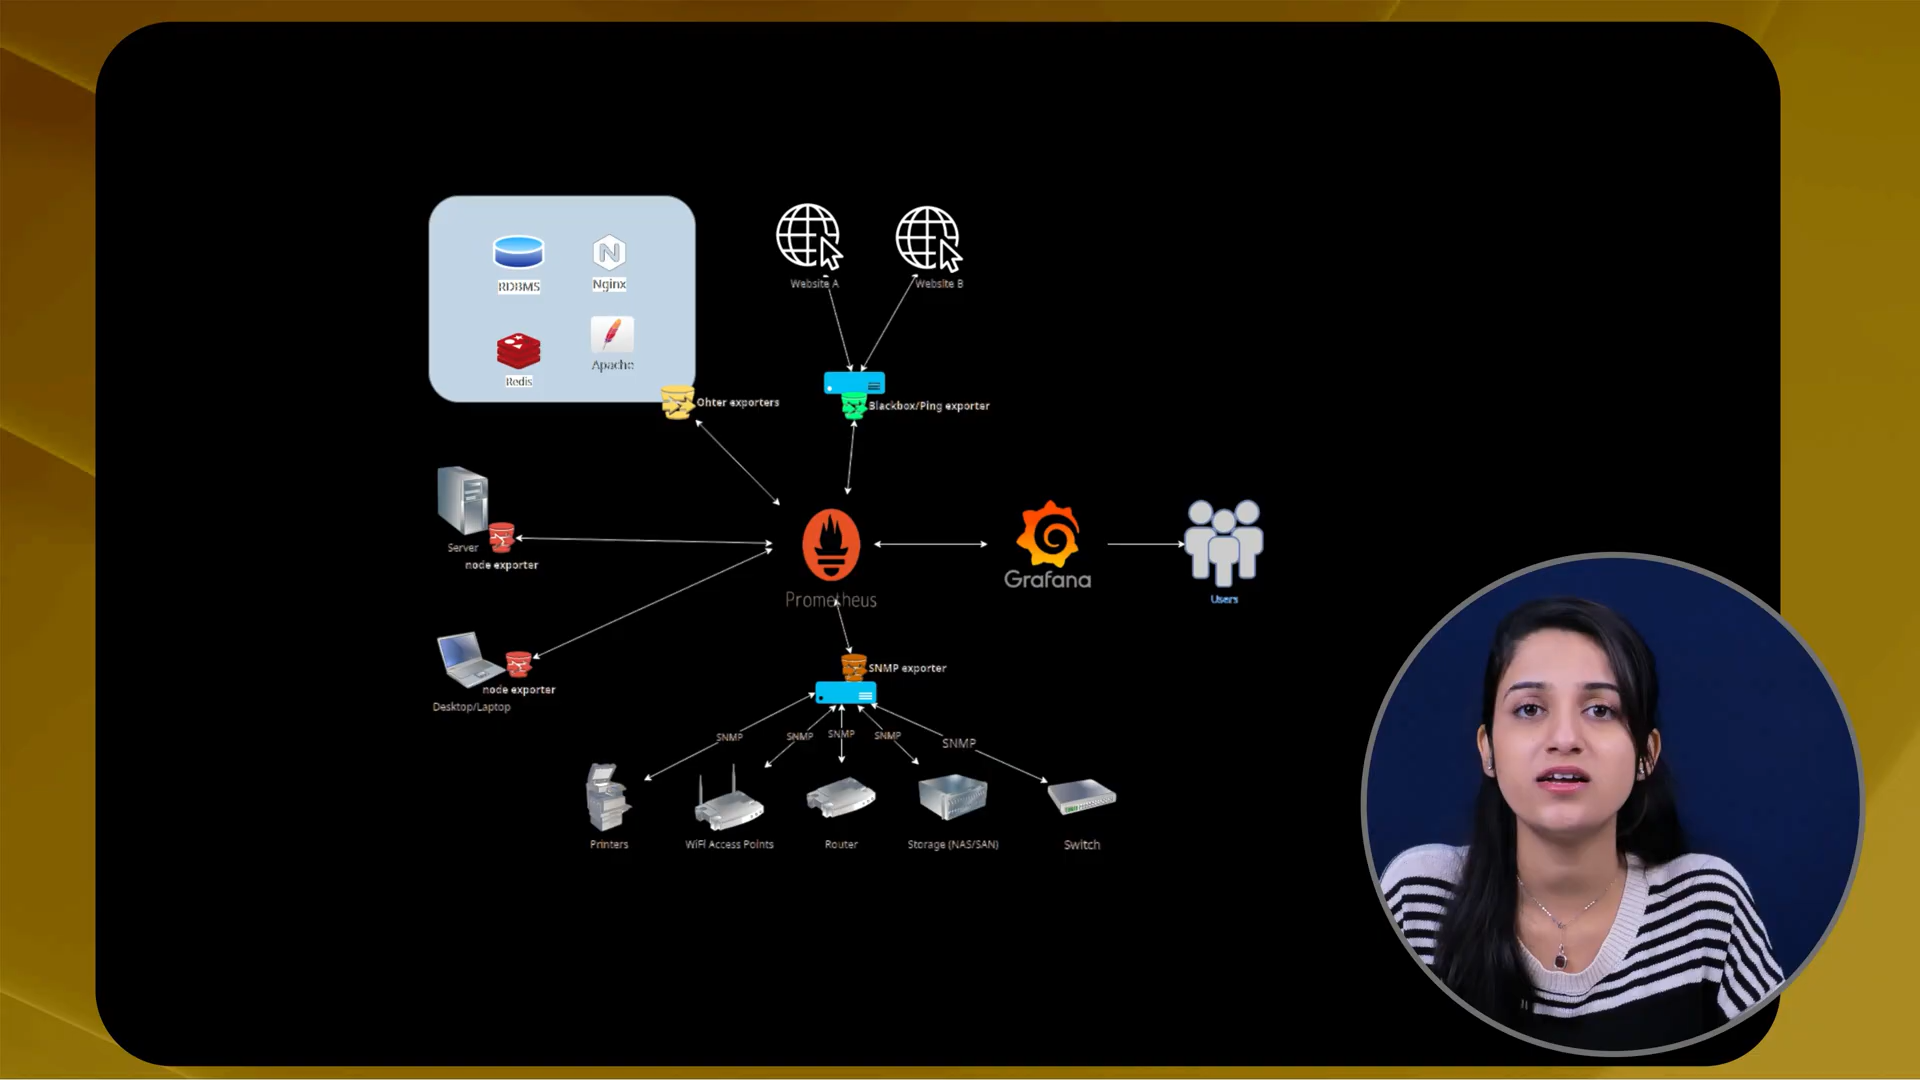 RDBMS
Nginx
Redis
Apache
Website A
Website B
Ohter exporters
Blackbox/Ping exporter
Server
node exporter
Prometheus
Grafana
Users
node exporter
Desktop/Laptop
SNMP exporter
SNMP
SNMP
SNMP
SNMP
SNMP
Printers
WiFi Access Points
Router
Storage (NAS/SAN)
Switch